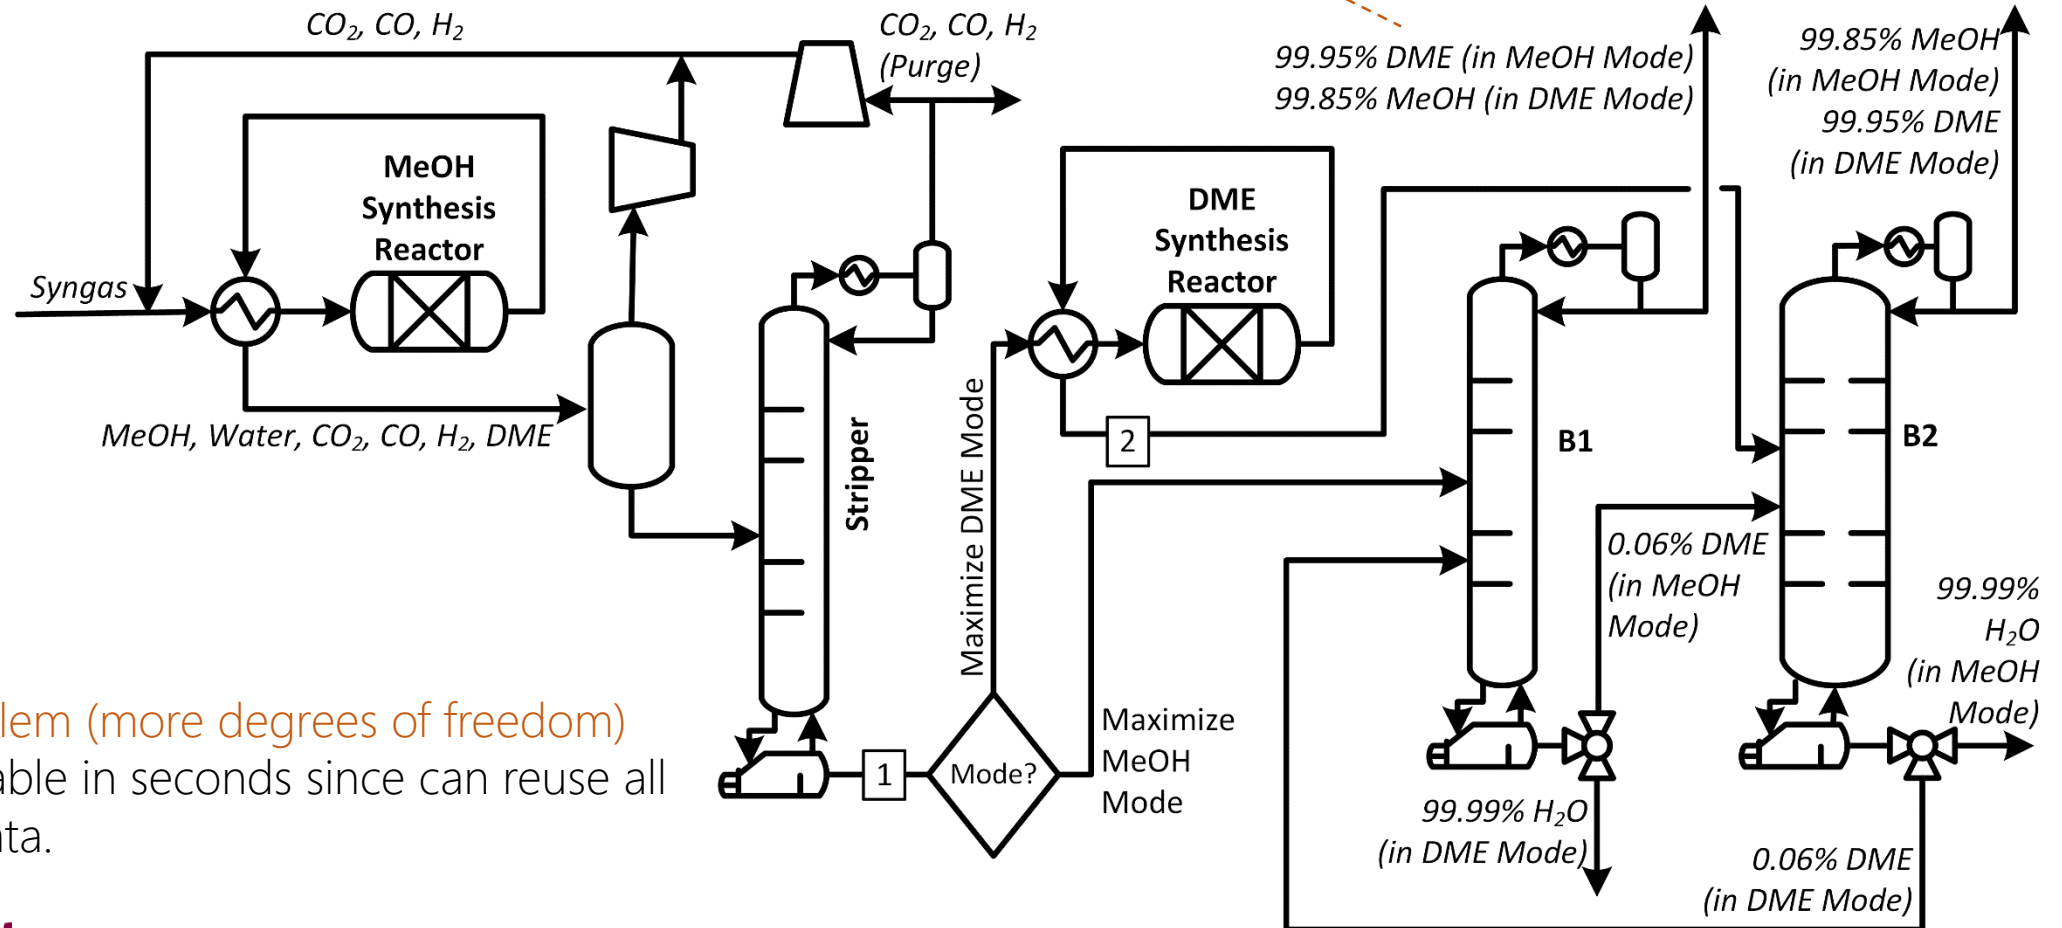 CO₂, CO, H₂
CO₂, CO, H₂
(Purge)
99.95% DME (in MeOH Mode)
99.85% MeOH (in DME Mode)
99.85% MeOH
(in MeOH Mode)
99.95% DME
(in DME Mode)
MeOH
Synthesis
Reactor
DME
Synthesis
Reactor
Syngas
MeOH, Water, CO₂, CO, H₂, DME
Stripper
Maximize DME Mode
2
B1
B2
0.06% DME
(in MeOH
Mode)
99.99%
H₂O
(in MeOH
Mode)
1
Mode?
Maximize
MeOH
Mode
99.99% H₂O
(in DME Mode)
0.06% DME
(in DME Mode)
lem (more degrees of freedom)
able in seconds since can reuse all
ata.